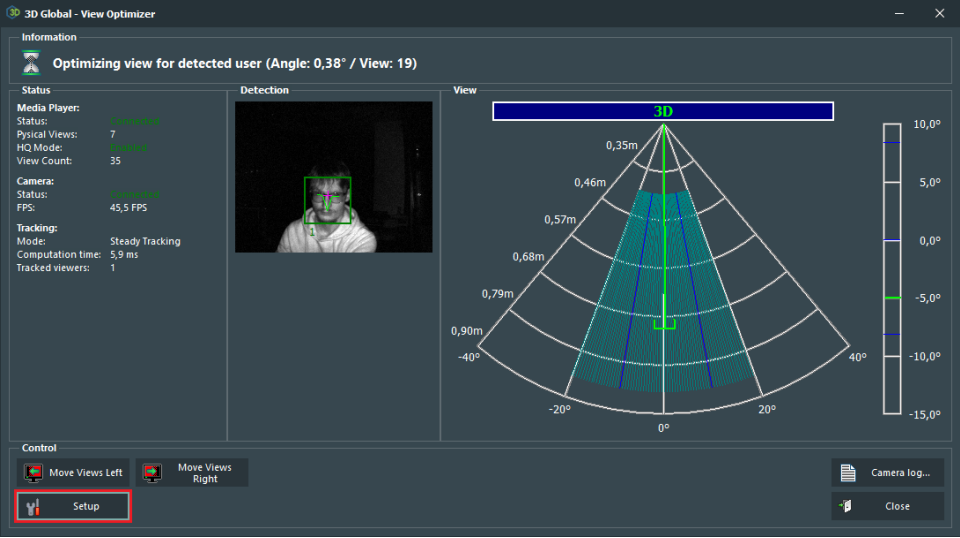 3D Global - View Optimizer
Information
Optimizing view for detected user (Angle: 0,38° / View: 19)
Status
Media Player:
Status: Connected
Pysical Views: 7
HQ Mode: Enabled
View Count: 35
Camera:
Status: Connected
FPS: 45,5 FPS
Tracking:
Mode: Steady Tracking
Computation time: 5,9 ms
Tracked viewers: 1
Detection
1
View
3D
0,35m
0,46m
0,57m
0,68m
0,79m
0,90m
-40°
-20°
0°
20°
40°
10,0°
5,0°
0,0°
-5,0°
-10,0°
-15,0°
Control
Move Views Left
Move Views
Right
Camera log...
Setup
Close